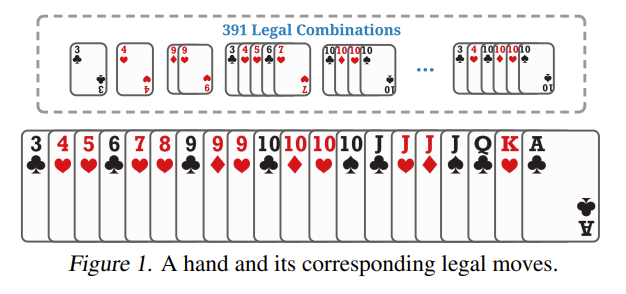 391 Legal Combinations
3 3 4 4 9 9 9 3 4 5 6 7 7 10 10 10 10 10 ... 3 4 10 10 10 10 10
3 4 5 6 7 8 9 9 9 10 10 10 10 J J J J Q K A A
Figure 1. A hand and its corresponding legal moves.